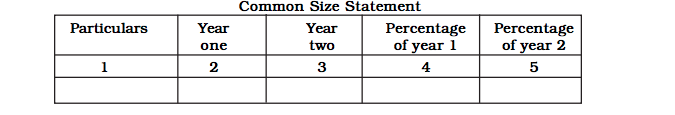 Common Size Statement
Particulars Year one Year two Percentage of year 1 Percentage of year 2
1 2 3 4 5